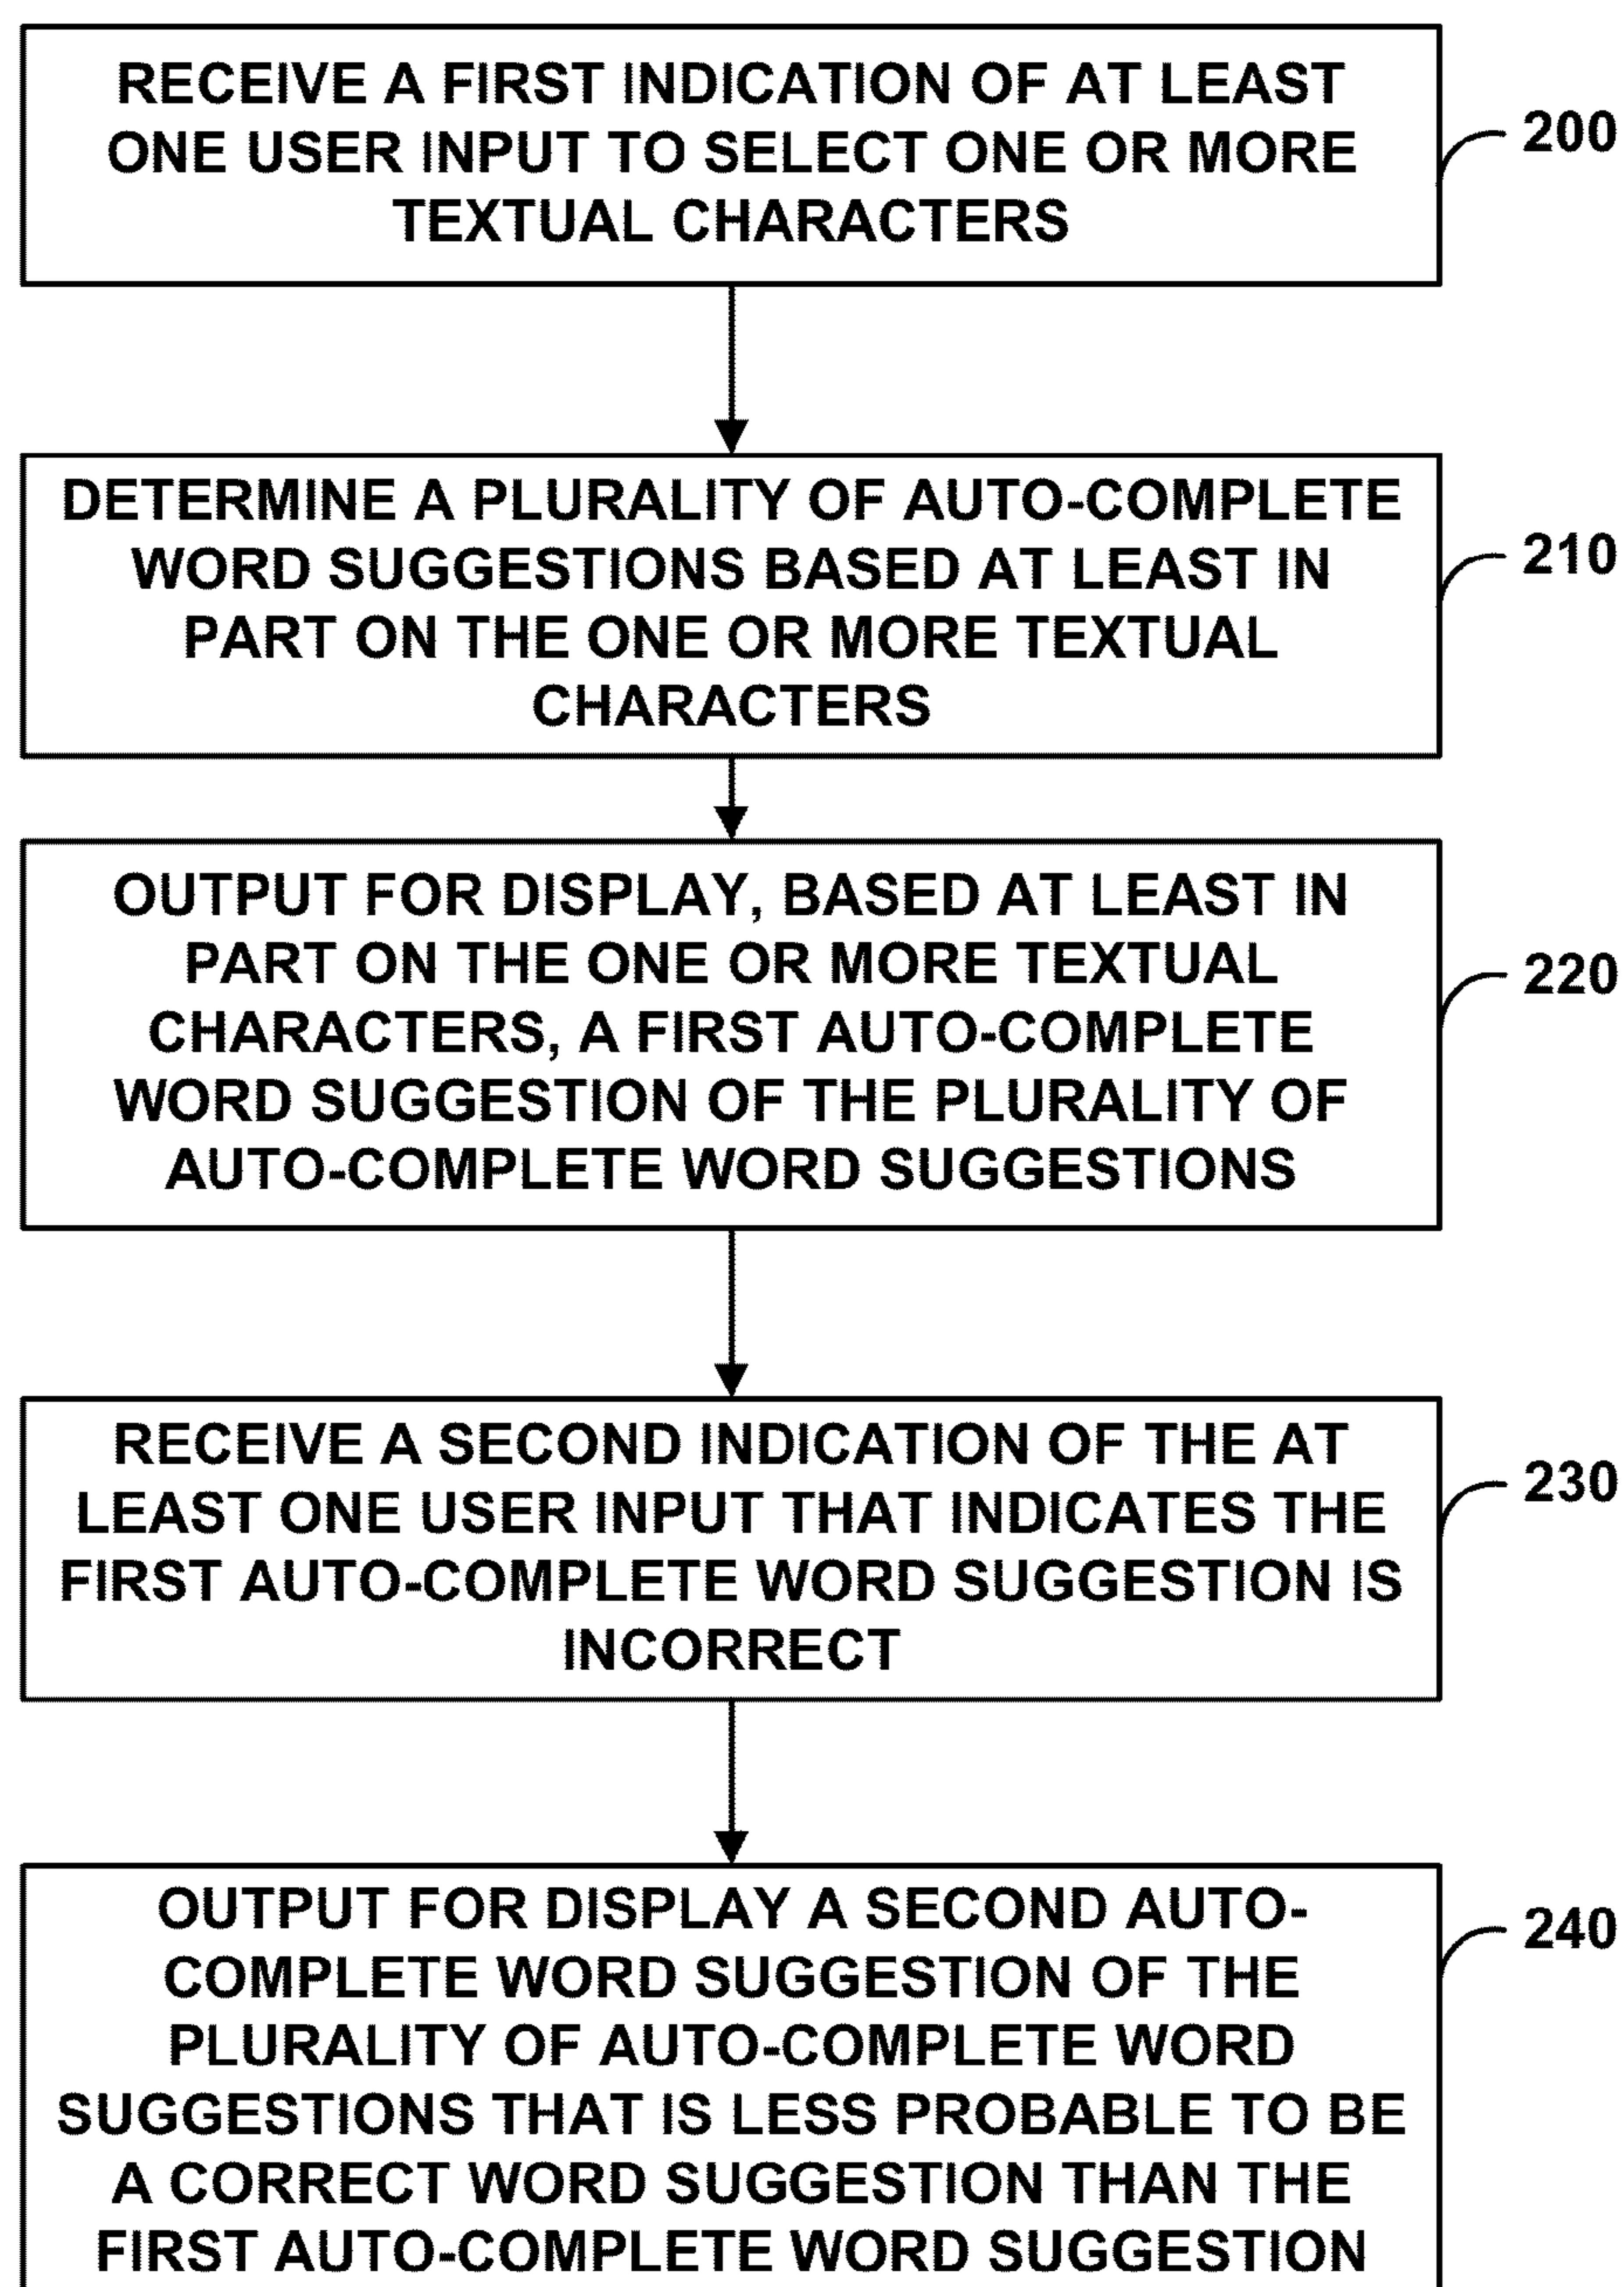 RECEIVE A FIRST INDICATION OF AT LEAST
ONE USER INPUT TO SELECT ONE OR MORE
TEXTUAL CHARACTERS
200
DETERMINE A PLURALITY OF AUTO-COMPLETE
WORD SUGGESTIONS BASED AT LEAST IN
PART ON THE ONE OR MORE TEXTUAL
CHARACTERS
210
OUTPUT FOR DISPLAY, BASED AT LEAST IN
PART ON THE ONE OR MORE TEXTUAL
CHARACTERS, A FIRST AUTO-COMPLETE
WORD SUGGESTION OF THE PLURALITY OF
AUTO-COMPLETE WORD SUGGESTIONS
220
RECEIVE A SECOND INDICATION OF THE AT
LEAST ONE USER INPUT THAT INDICATES THE
FIRST AUTO-COMPLETE WORD SUGGESTION IS
INCORRECT
230
OUTPUT FOR DISPLAY A SECOND AUTO-
COMPLETE WORD SUGGESTION OF THE
PLURALITY OF AUTO-COMPLETE WORD
SUGGESTIONS THAT IS LESS PROBABLE TO BE
A CORRECT WORD SUGGESTION THAN THE
FIRST AUTO-COMPLETE WORD SUGGESTION
240